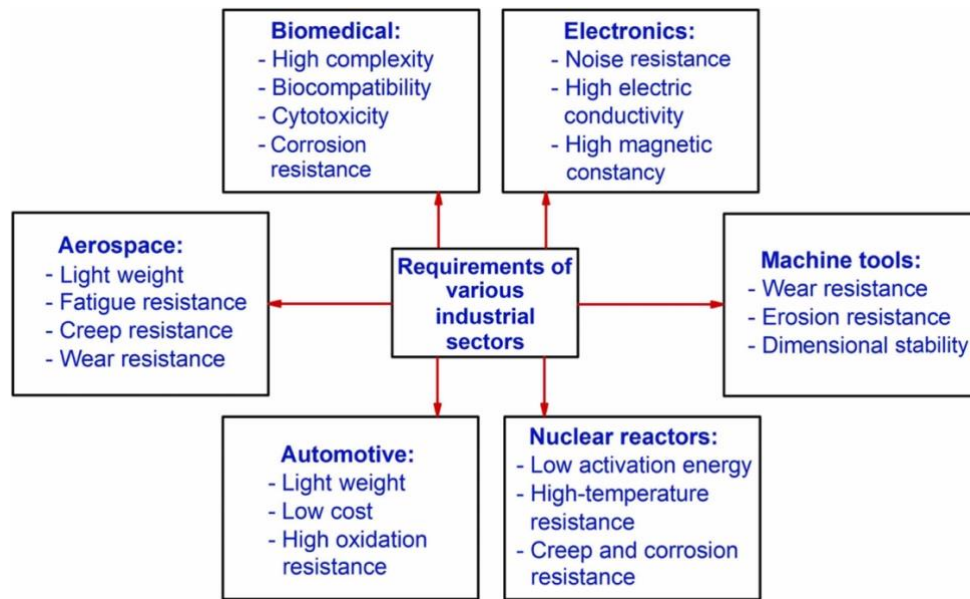 Biomedical:
- High complexity
- Biocompatibility
- Cytotoxicity
- Corrosion
resistance
Electronics:
- Noise resistance
- High electric
conductivity
- High magnetic
constancy
Aerospace:
- Light weight
- Fatigue resistance
- Creep resistance
- Wear resistance
Requirements of
various
industrial
sectors
Machine tools:
- Wear resistance
- Erosion resistance
- Dimensional stability
Automotive:
- Light weight
- Low cost
- High oxidation
resistance
Nuclear reactors:
- Low activation energy
- High-temperature
resistance
- Creep and corrosion
resistance